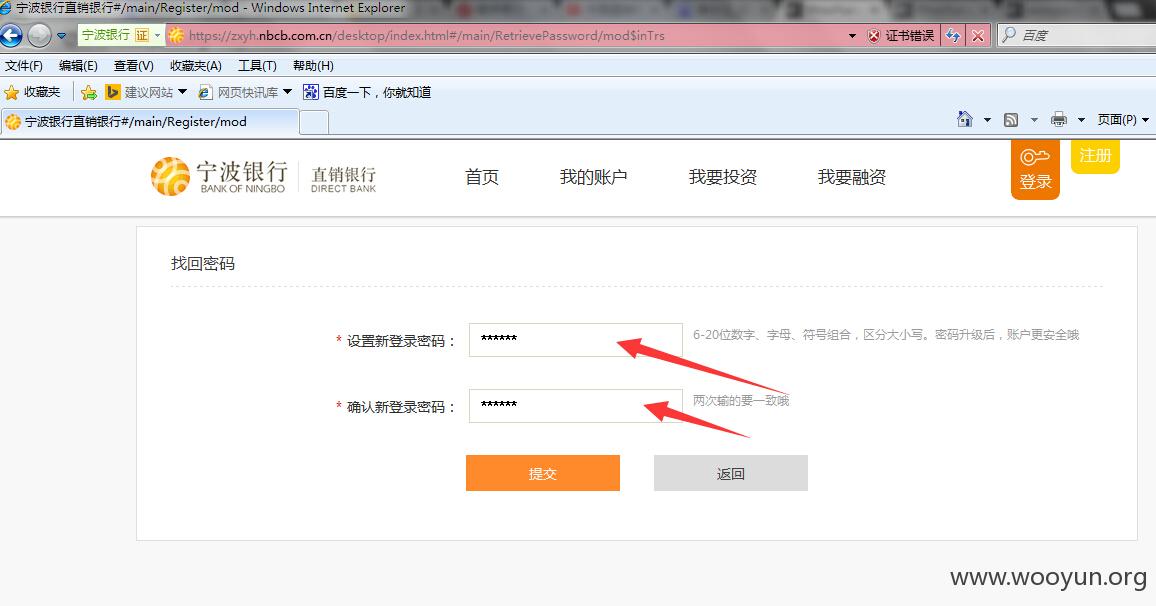 宁波银行直销银行#/main/Register/mod - Windows Internet Explorer
宁波银行 证 https://zxyh.nbcb.com.cn/desktop/index.html#/main/RetrievePassword/mod$inTrs 证书错误 百度
文件(F) 编辑(E) 查看(V) 收藏夹(A) 工具(T) 帮助(H)
收藏夹 建议网站 网页快讯库 百度一下，你就知道
宁波银行直销银行#/main/Register/mod 页面(P)
宁波银行 BANK OF NINGBO 直销银行 DIRECT BANK 首页 我的账户 我要投资 我要融资 登录 注册
找回密码
* 设置新登录密码： ****** 6-20位数字、字母、符号组合，区分大小写。密码升级后，账户更安全哦
* 确认新登录密码： ****** 两次输的要一致哦
提交 返回
www.wooyun.org